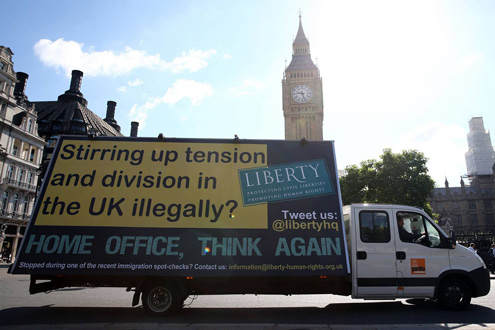 Stirring up tension
and division in
the UK illegally?
LIBERTY
PROTECTING CIVIL LIBERTIES
PROMOTING HUMAN RIGHTS
Tweet us:
@libertyhq
HOME OFFICE, THINK AGAIN
Stopped during one of the recent immigration spot-checks? Contact us: information@liberty-human-rights.org.uk